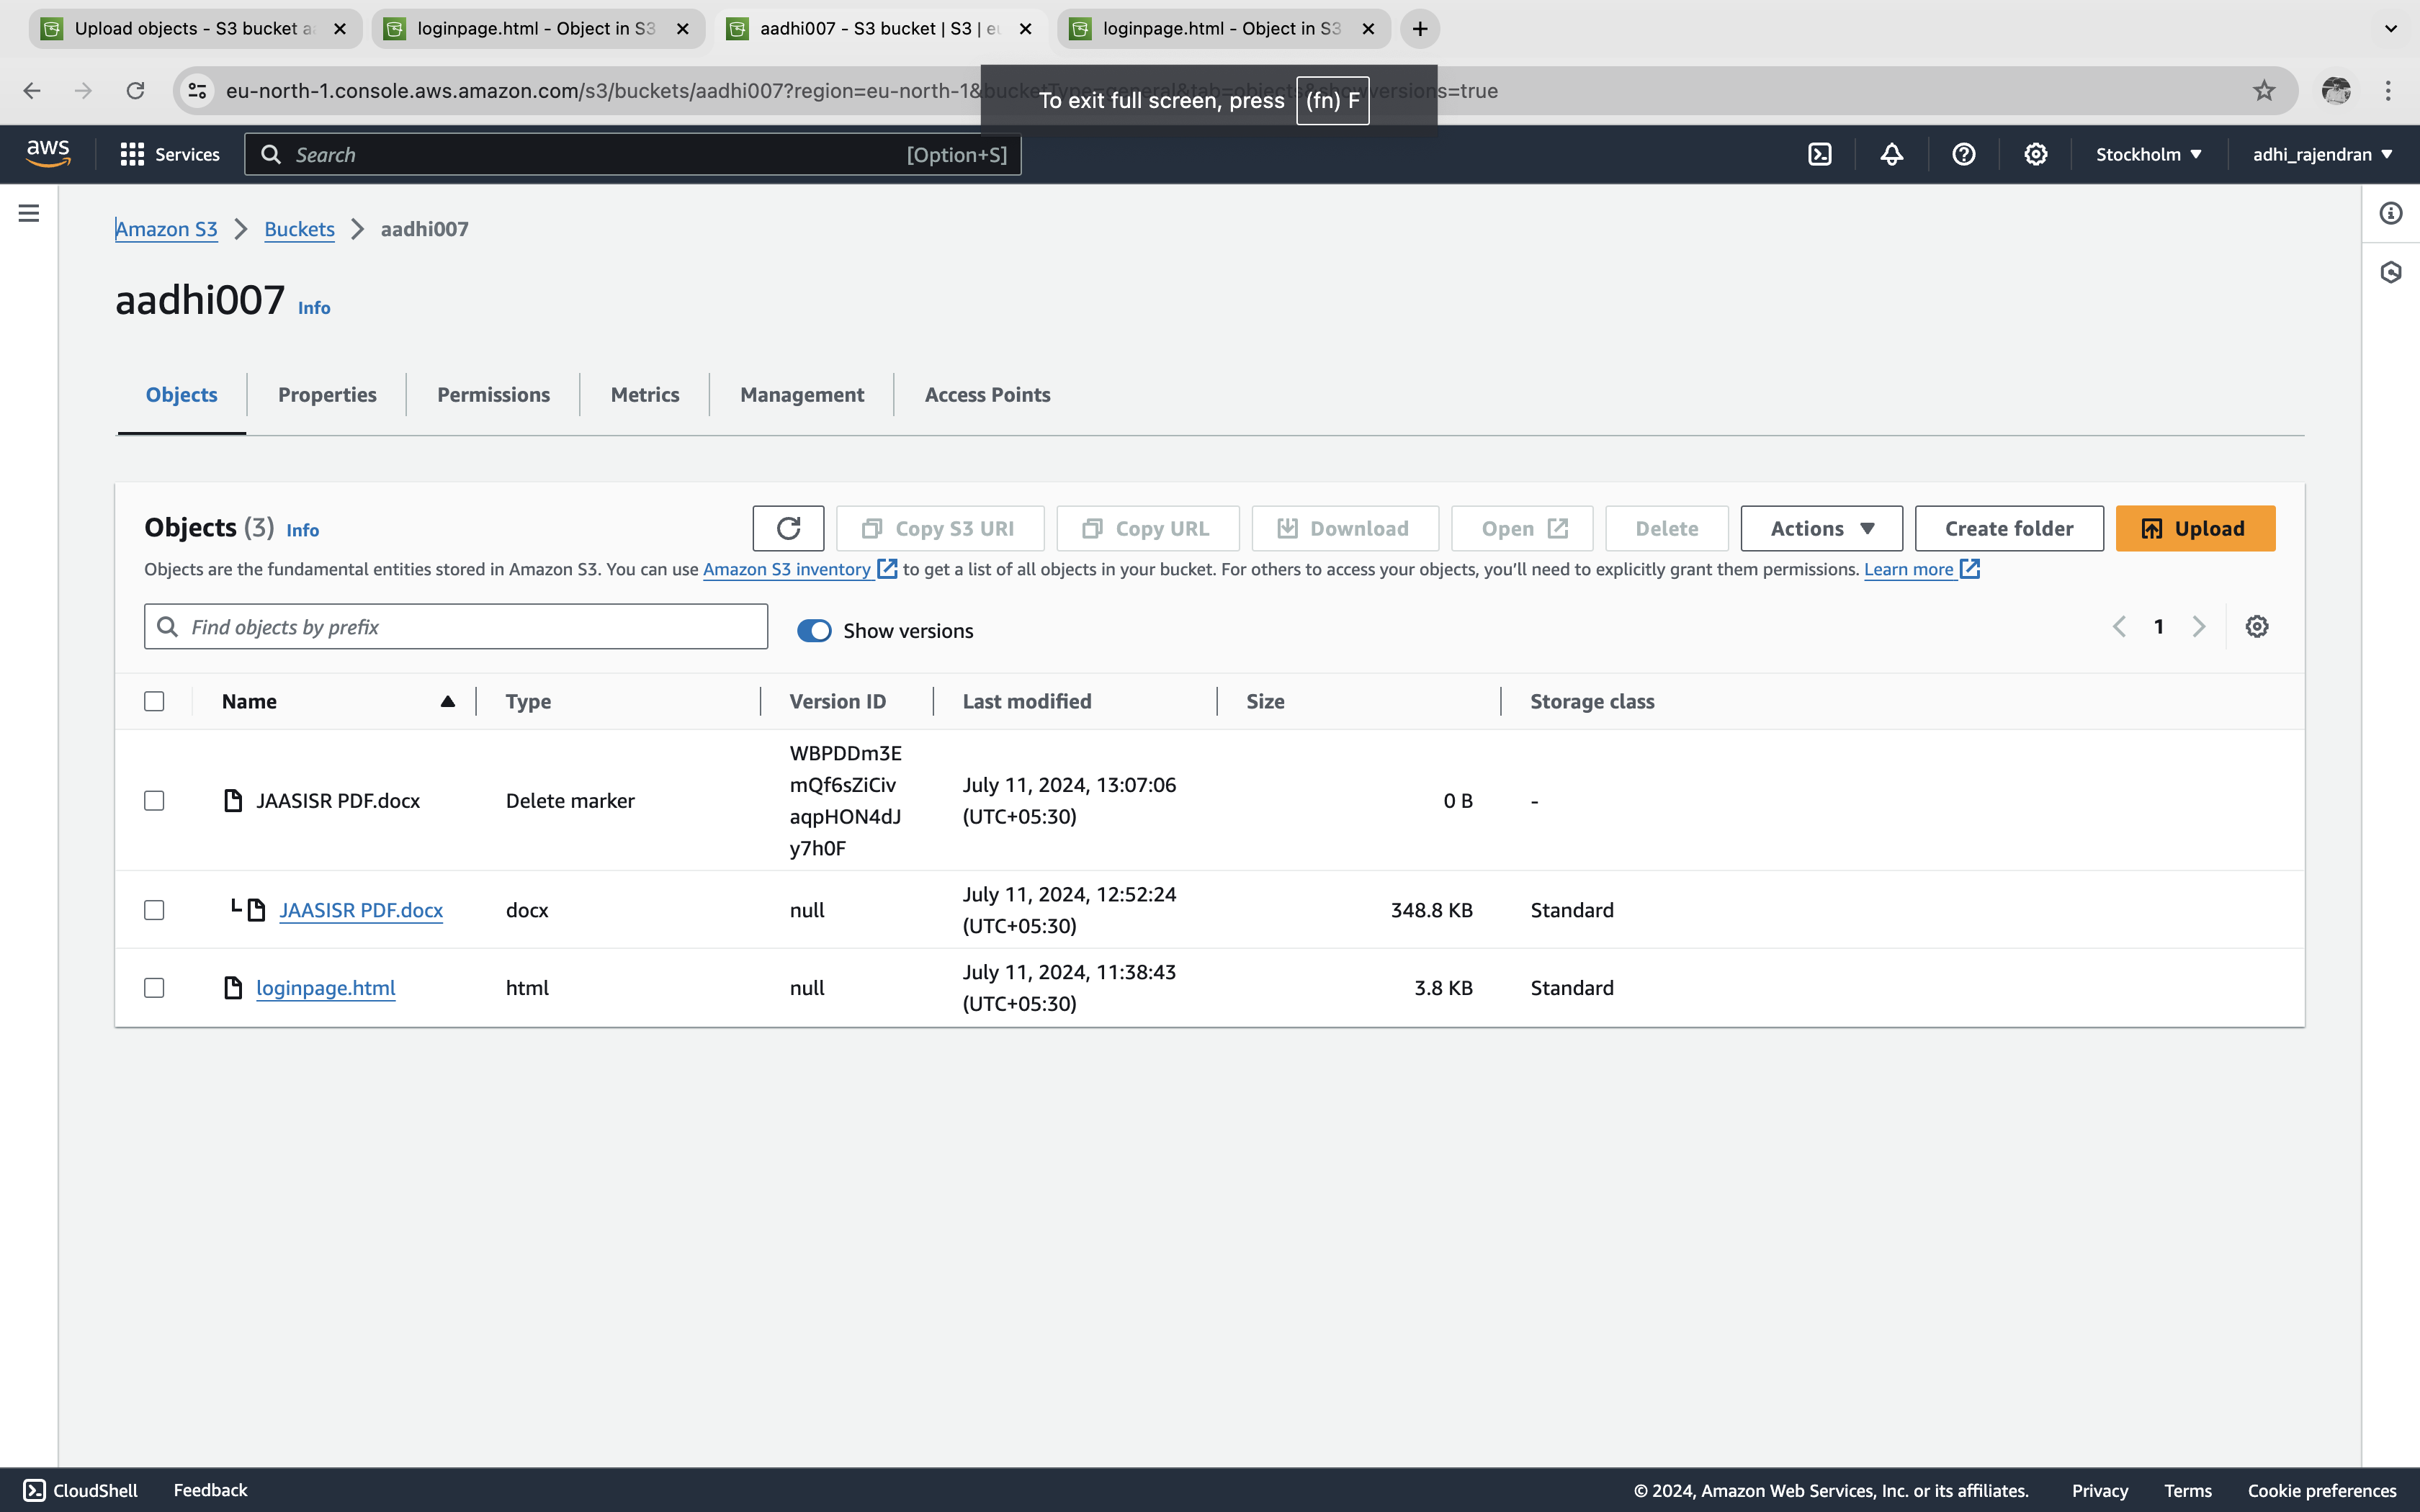 Upload objects - S3 bucket a
loginpage.html - Object in S3
aadhi007 - S3 bucket | S3 | eu
loginpage.html - Object in S3
eu-north-1.console.aws.amazon.com/s3/buckets/aadhi007?region=eu-north-1&bucketType=general&tab=objects&showversions=true
To exit full screen, press (fn) F
aws
Services
Search
[Option+S]
Stockholm
adhi_rajendran
Amazon S3
Buckets
aadhi007
aadhi007 Info
Objects
Properties
Permissions
Metrics
Management
Access Points
Objects (3) Info
Copy S3 URI
Copy URL
Download
Open
Delete
Actions
Create folder
Upload
Objects are the fundamental entities stored in Amazon S3. You can use Amazon S3 inventory to get a list of all objects in your bucket. For others to access your objects, you'll need to explicitly grant them permissions. Learn more
Find objects by prefix
Show versions
1
Name
Type
Version ID
Last modified
Size
Storage class
JAASISR PDF.docx
Delete marker
WBPDDm3E
mQf6sZiCiv
aqpHON4dJ
y7h0F
July 11, 2024, 13:07:06
(UTC+05:30)
0 B
-
JAASISR PDF.docx
docx
null
July 11, 2024, 12:52:24
(UTC+05:30)
348.8 KB
Standard
loginpage.html
html
null
July 11, 2024, 11:38:43
(UTC+05:30)
3.8 KB
Standard
CloudShell
Feedback
© 2024, Amazon Web Services, Inc. or its affiliates.
Privacy
Terms
Cookie preferences